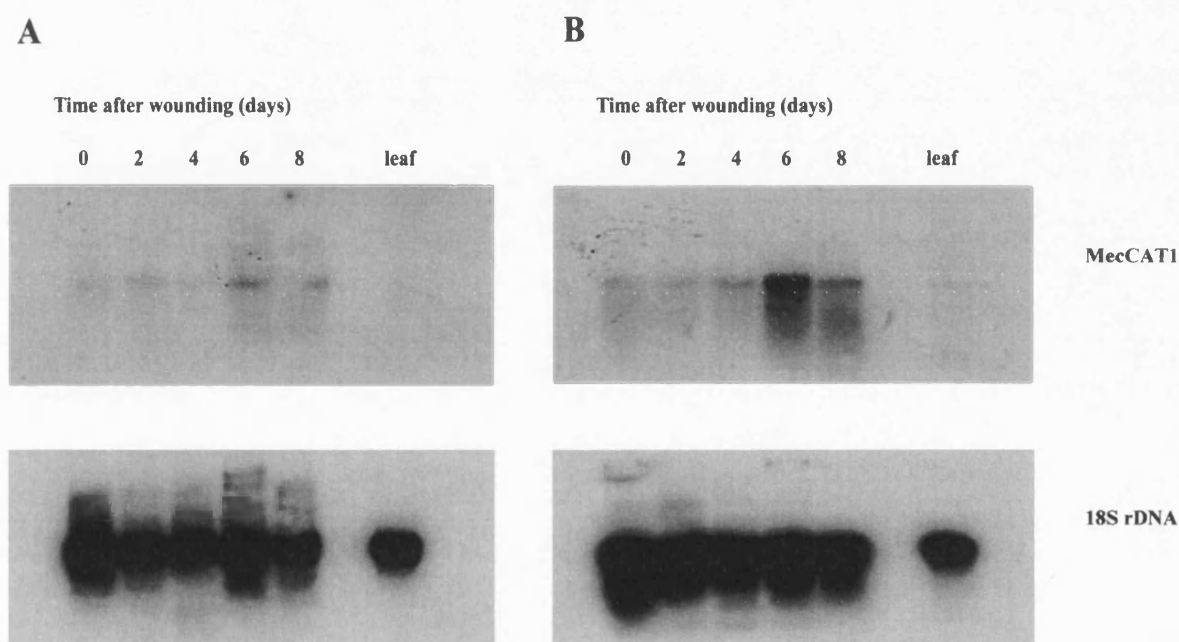 A
B
Time after wounding (days)
Time after wounding (days)
0 2 4 6 8 leaf
0 2 4 6 8 leaf
MecCAT1
18S rDNA